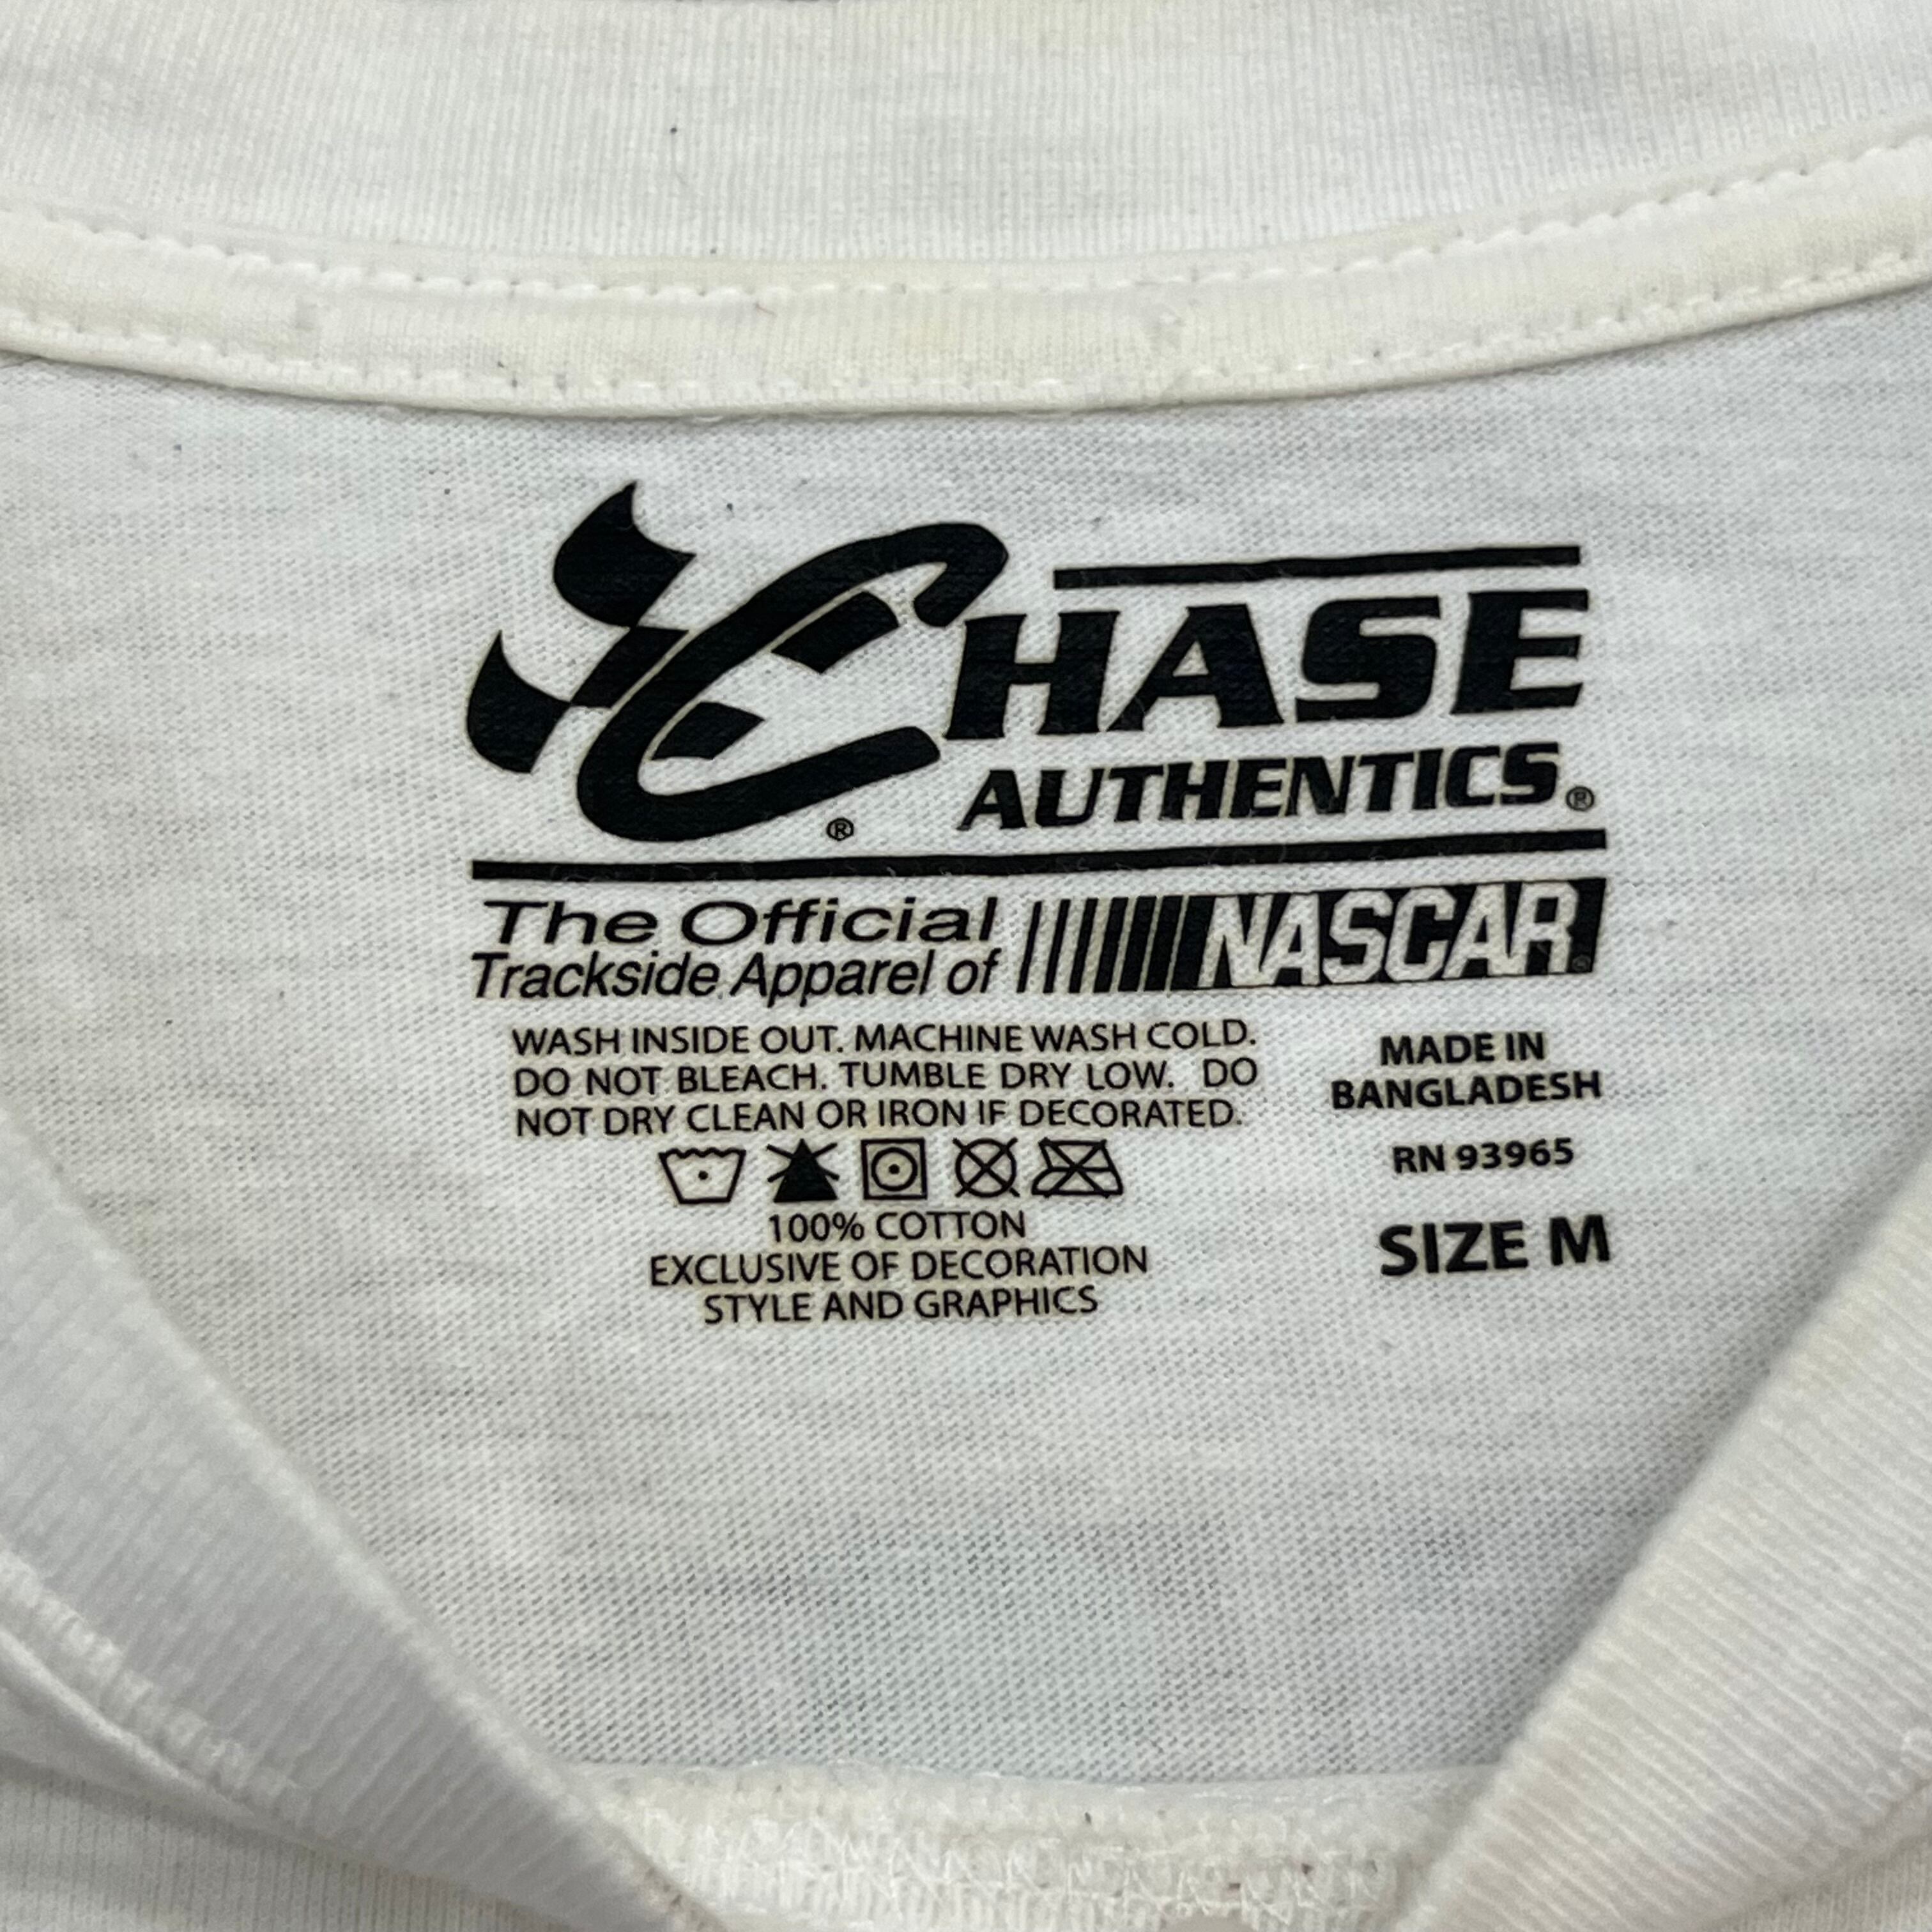 CHASE
AUTHENTICS®
®
The Official
Trackside Apparel of
NASCAR®
WASH INSIDE OUT. MACHINE WASH COLD.
DO NOT BLEACH. TUMBLE DRY LOW. DO
NOT DRY CLEAN OR IRON IF DECORATED.
100% COTTON
EXCLUSIVE OF DECORATION
STYLE AND GRAPHICS
MADE IN
BANGLADESH
RN 93965
SIZE M